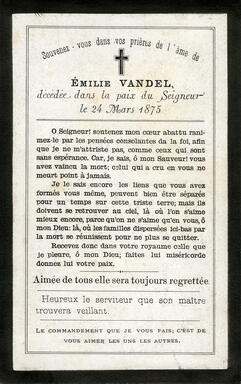 Souvenez-vous dans vos prières de l'âme de
ÉMILIE VANDEL,
décédée dans la paix du Seigneur
le 24 Mars 1875
O Seigneur! soutenez mon cœur abattu rani-
mez-le par les pensées consolantes de la foi, afin
que je ne m'attriste pas, comme ceux qui sont
sans espérance. Car, je sais, ô mon Sauveur! vous
avez vaincu la mort; celui qui a cru en vous ne
meurt point à jamais.
Je le sais encore les liens que vous avez
formés vous même, peuvent bien être séparés
pour un temps sur cette triste terre; mais ils
doivent se retrouver au ciel, là où l'on s'aime
mieux encore, parce qu'on ne s'aime qu'en vous, ô
mon Dieu: là, où les familles dispersées ici-bas par
la mort se réunissent pour ne plus se quitter.
Recevez donc dans votre royaume celle que
je pleure, ô mon Dieu; faites lui miséricorde
donnez lui votre paix.
Aimée de tous elle sera toujours regrettée.
Heureux le serviteur que son maître
trouvera veillant.
LE COMMANDEMENT QUE JE VOUS FAIS; C'EST DE
VOUS AIMER LES UNS LES AUTRES.